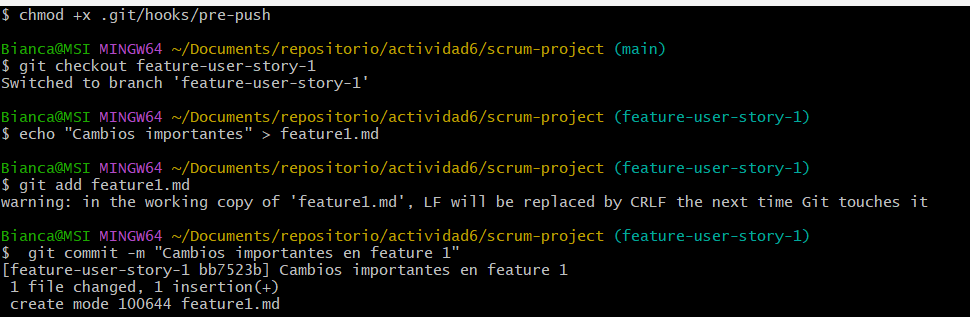 $ chmod +x .git/hooks/pre-push
Bianca@MSI MINGW64 ~/Documents/repositorio/actividad6/scrum-project (main)
$ git checkout feature-user-story-1
Switched to branch 'feature-user-story-1'
Bianca@MSI MINGW64 ~/Documents/repositorio/actividad6/scrum-project (feature-user-story-1)
$ echo "Cambios importantes" > feature1.md
Bianca@MSI MINGW64 ~/Documents/repositorio/actividad6/scrum-project (feature-user-story-1)
$ git add feature1.md
warning: in the working copy of 'feature1.md', LF will be replaced by CRLF the next time Git touches it
Bianca@MSI MINGW64 ~/Documents/repositorio/actividad6/scrum-project (feature-user-story-1)
$  git commit -m "Cambios importantes en feature 1"
[feature-user-story-1 bb7523b] Cambios importantes en feature 1
 1 file changed, 1 insertion(+)
 create mode 100644 feature1.md